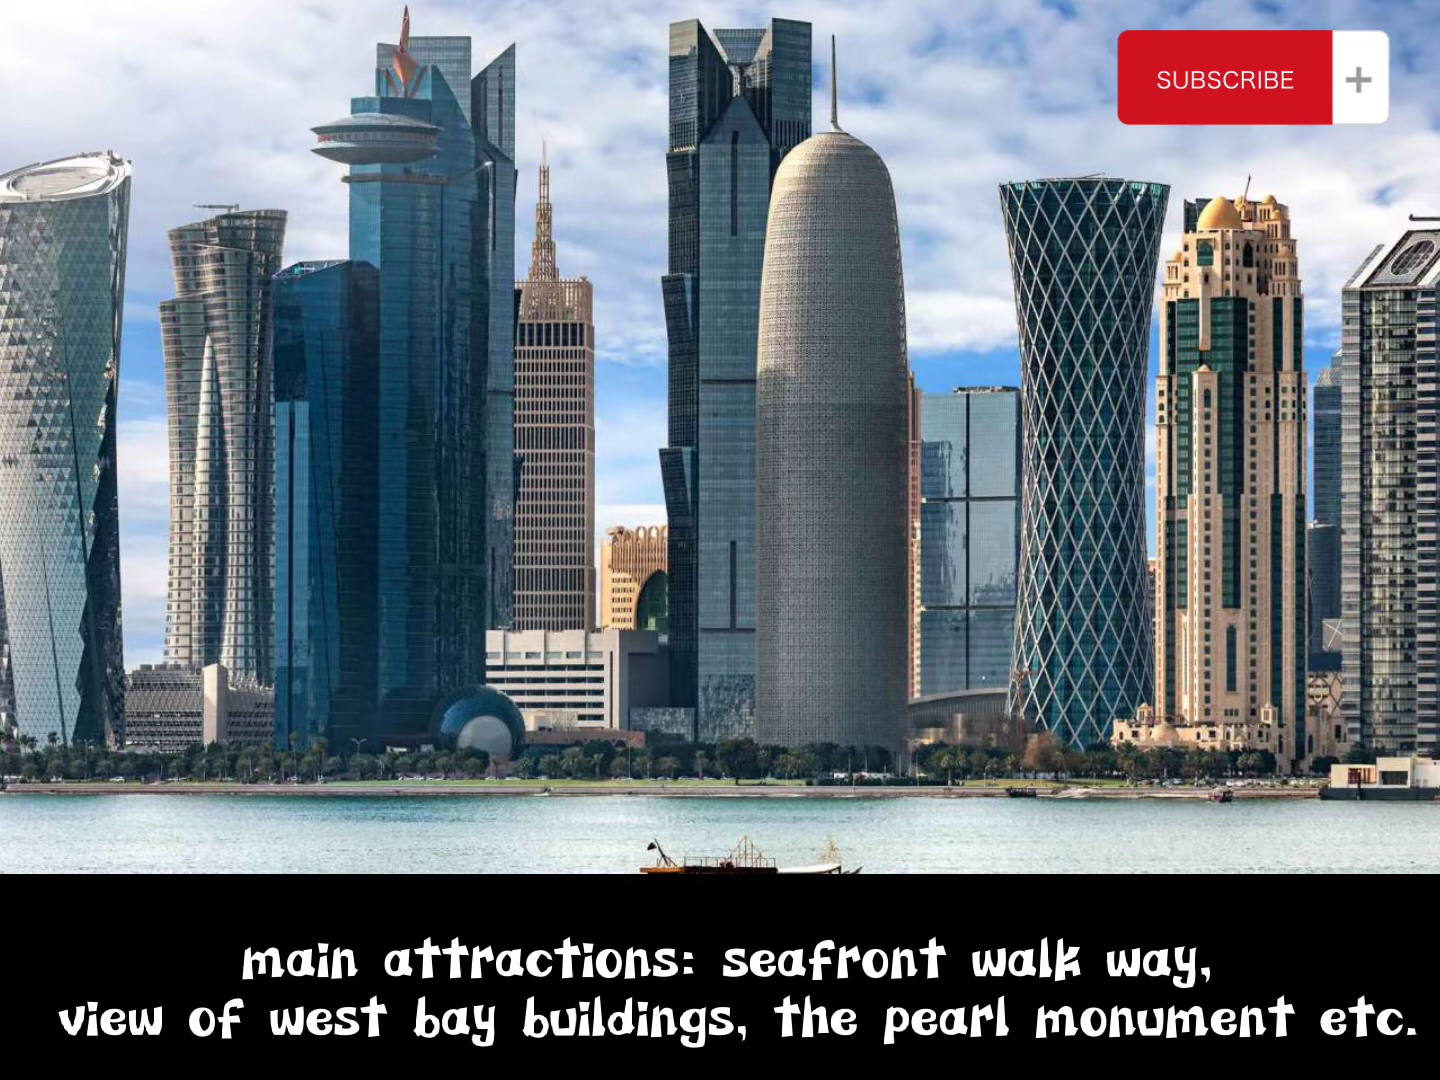 SUBSCRIBE +
main attractions: seafront walk way,
view of west bay buildings, the pearl monument etc.